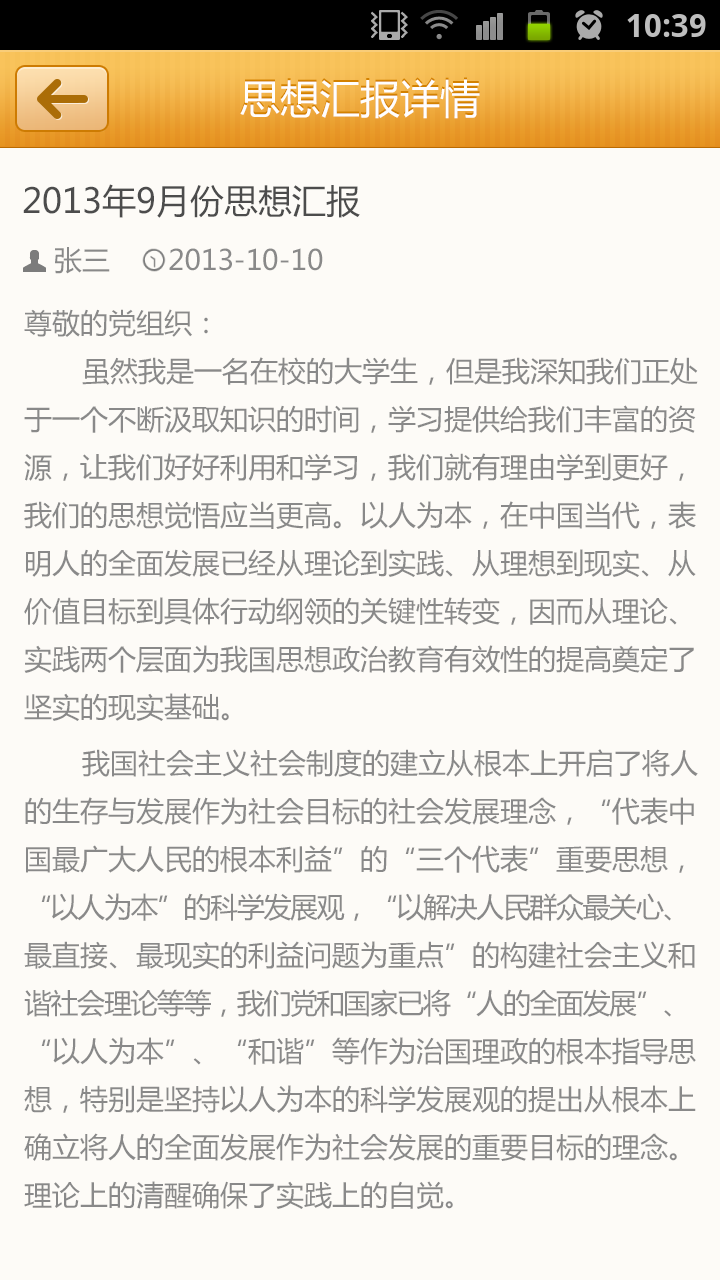 10:39
思想汇报详情
2013年9月份思想汇报
张三 2013-10-10
尊敬的党组织：
虽然我是一名在校的大学生，但是我深知我们正处
于一个不断汲取知识的时间，学习提供给我们丰富的资
源，让我们好好利用和学习，我们就有理由学到更好，
我们的思想觉悟应当更高。以人为本，在中国当代，表
明人的全面发展已经从理论到实践、从理想到现实、从
价值目标到具体行动纲领的关键性转变，因而从理论、
实践两个层面为我国思想政治教育有效性的提高奠定了
坚实的现实基础。
我国社会主义社会制度的建立从根本上开启了将人
的生存与发展作为社会目标的社会发展理念，“代表中
国最广大人民的根本利益”的“三个代表”重要思想，
“以人为本”的科学发展观，“以解决人民群众最关心、
最直接、最现实的利益问题为重点”的构建社会主义和
谐社会理论等等，我们党和国家已将“人的全面发展”、
“以人为本”、“和谐”等作为治国理政的根本指导思
想，特别是坚持以人为本的科学发展观的提出从根本上
确立将人的全面发展作为社会发展的重要目标的理念。
理论上的清醒确保了实践上的自觉。